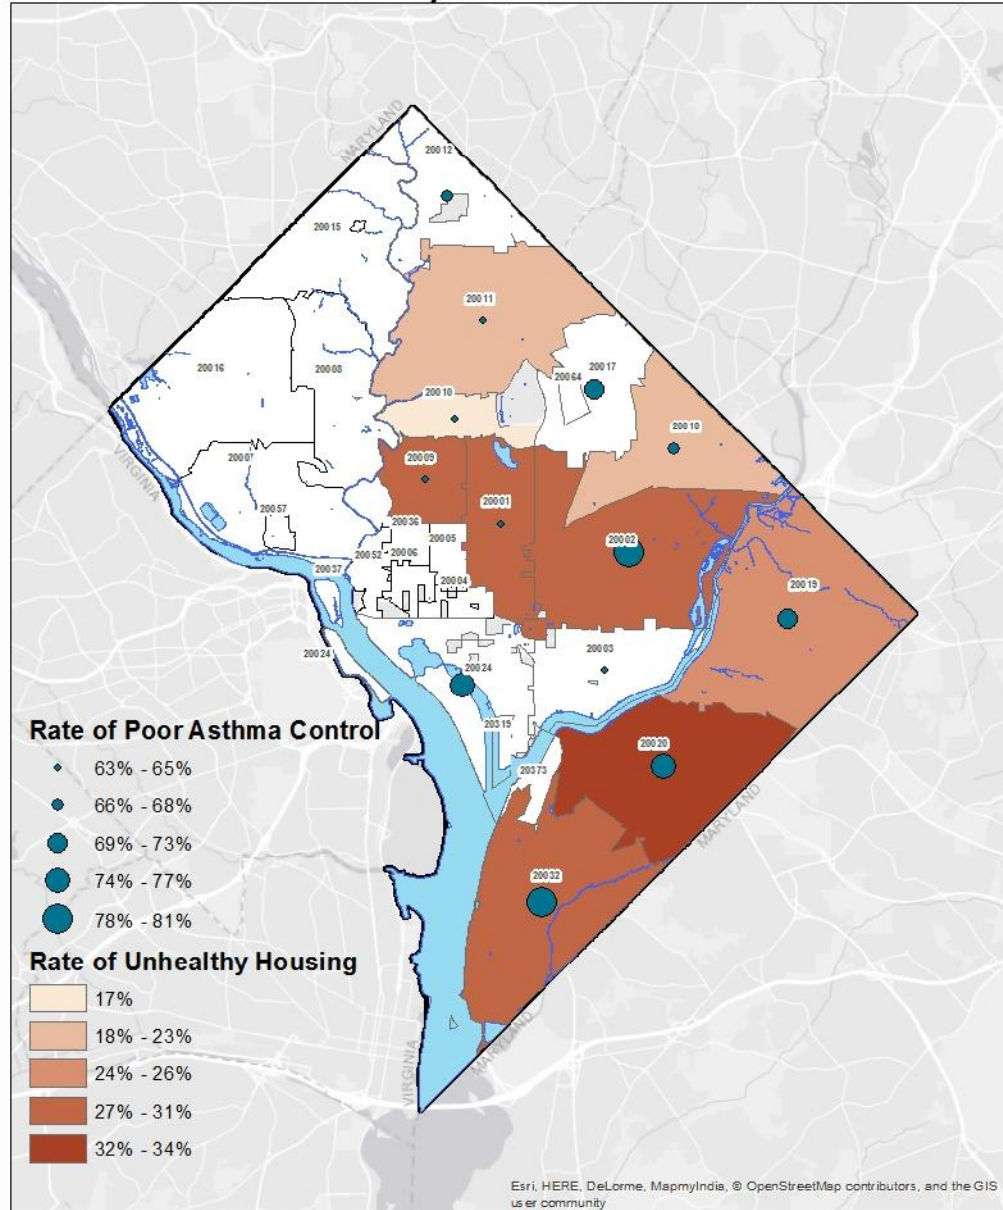 MARYLAND
20012
20015
20011
20016
20008
20017
20064
20010
20018
VIRGINIA
20009
20007
20001
20057
20036
20005
20002
20052
20006
20037
20004
20019
20024
20003
20024
Rate of Poor Asthma Control
20319
63% - 65%
20373
20020
66% - 68%
MARYLAND
69% - 73%
74% - 77%
20032
78% - 81%
Rate of Unhealthy Housing
17%
18% - 23%
MARYLAND
VIRGINIA
24% - 26%
27% - 31%
32% - 34%
Esri, HERE, DeLorme, MapmyIndia, © OpenStreetMap contributors, and the GIS
user community